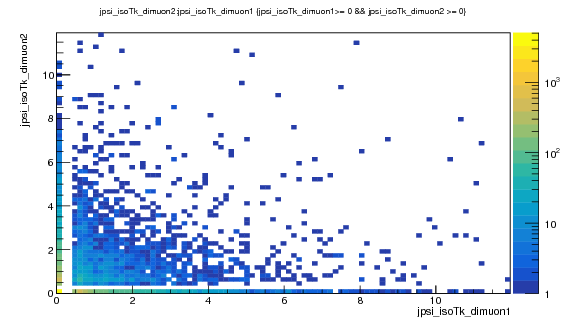 jpsi_isoTk_dimuon2:jpsi_isoTk_dimuon1 {jpsi_isoTk_dimuon1>= 0 && jpsi_isoTk_dimuon2 >= 0}
jpsi_isoTk_dimuon2
10
8
6
4
2
0
0 2 4 6 8 10
jpsi_isoTk_dimuon1
10³
10²
10
1